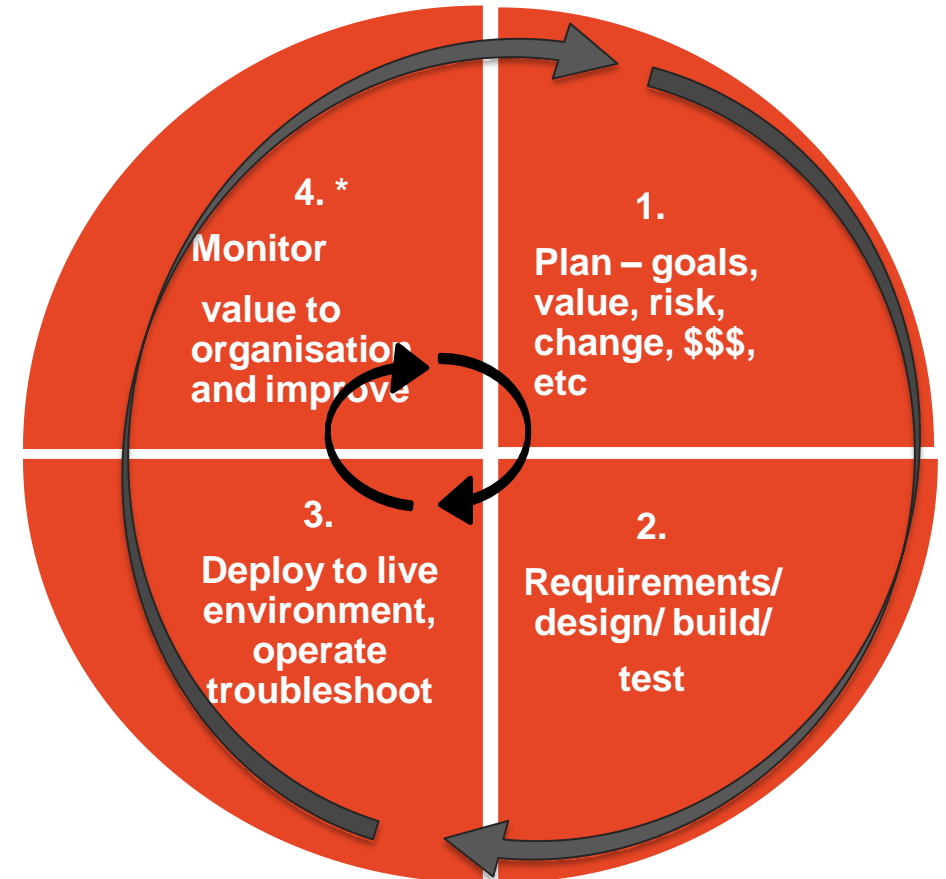 4. *
Monitor
value to
organisation
and improve
1.
Plan – goals,
value, risk,
change, $$$,
etc
3.
Deploy to live
environment,
operate
troubleshoot
2.
Requirements/
design/ build/
test